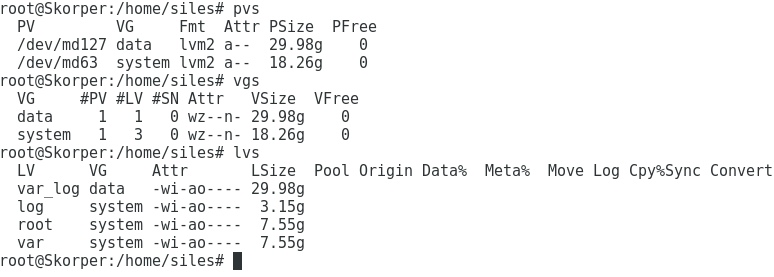 root@Skorper:/home/siles# pvs
  PV         VG     Fmt  Attr PSize  PFree
  /dev/md127 data   lvm2 a--  29.98g    0
  /dev/md63  system lvm2 a--  18.26g    0
root@Skorper:/home/siles# vgs
  VG     #PV #LV #SN Attr   VSize  VFree
  data     1   1   0 wz--n- 29.98g    0
  system   1   3   0 wz--n- 18.26g    0
root@Skorper:/home/siles# lvs
  LV      VG     Attr       LSize  Pool Origin Data%  Meta%  Move Log Cpy%Sync Convert
  var_log data   -wi-ao---- 29.98g
  log     system -wi-ao----  3.15g
  root    system -wi-ao----  7.55g
  var     system -wi-ao----  7.55g
root@Skorper:/home/siles#